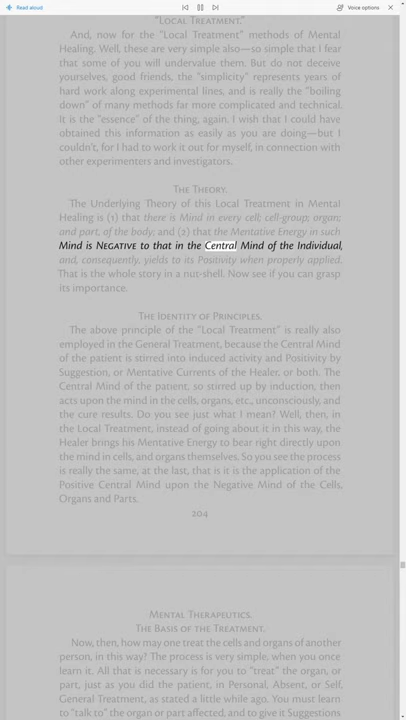 Read aloud
Voice options
"LOCAL TREATMENT."
And, now for the "Local Treatment" methods of Mental
Healing. Well, these are very simple also—so simple that I fear
that some of you will undervalue them. But do not deceive
yourselves, good friends, the "simplicity" represents years of
hard work along experimental lines, and is really the "boiling
down" of many methods far more complicated and technical.
It is the "essence" of the thing, again. I wish that I could have
obtained this information as easily as you are doing—but I
couldn't, for I had to work it out for myself, in connection with
other experimenters and investigators.
THE THEORY.
The Underlying Theory of this Local Treatment in Mental
Healing is (1) that there is Mind in every cell; cell-group; organ;
and part, of the body; and (2) that the Mentative Energy in such
Mind is NEGATIVE to that in the Central Mind of the Individual,
and, consequently, yields to its Positivity when properly applied.
That is the whole story in a nut-shell. Now see if you can grasp
its importance.
THE IDENTITY OF PRINCIPLES.
The above principle of the "Local Treatment" is really also
employed in the General Treatment, because the Central Mind
of the patient is stirred into induced activity and Positivity by
Suggestion, or Mentative Currents of the Healer, or both. The
Central Mind of the patient, so stirred up by induction, then
acts upon the mind in the cells, organs, etc., unconsciously, and
the cure results. Do you see just what I mean? Well, then, in
the Local Treatment, instead of going about it in this way, the
Healer brings his Mentative Energy to bear right directly upon
the mind in cells, and organs themselves. So you see the process
is really the same, at the last, that is it is the application of the
Positive Central Mind upon the Negative Mind of the Cells,
Organs and Parts.
204
MENTAL THERAPEUTICS.
THE BASIS OF THE TREATMENT.
Now, then, how may one treat the cells and organs of another
person, in this way? The process is very simple, when you once
learn it. All that is necessary is for you to "treat" the organ, or
part, just as you did the patient, in Personal, Absent, or Self,
General Treatment, as stated a little while ago. You must learn
to "talk to" the organ or part affected, and to give it Suggestions